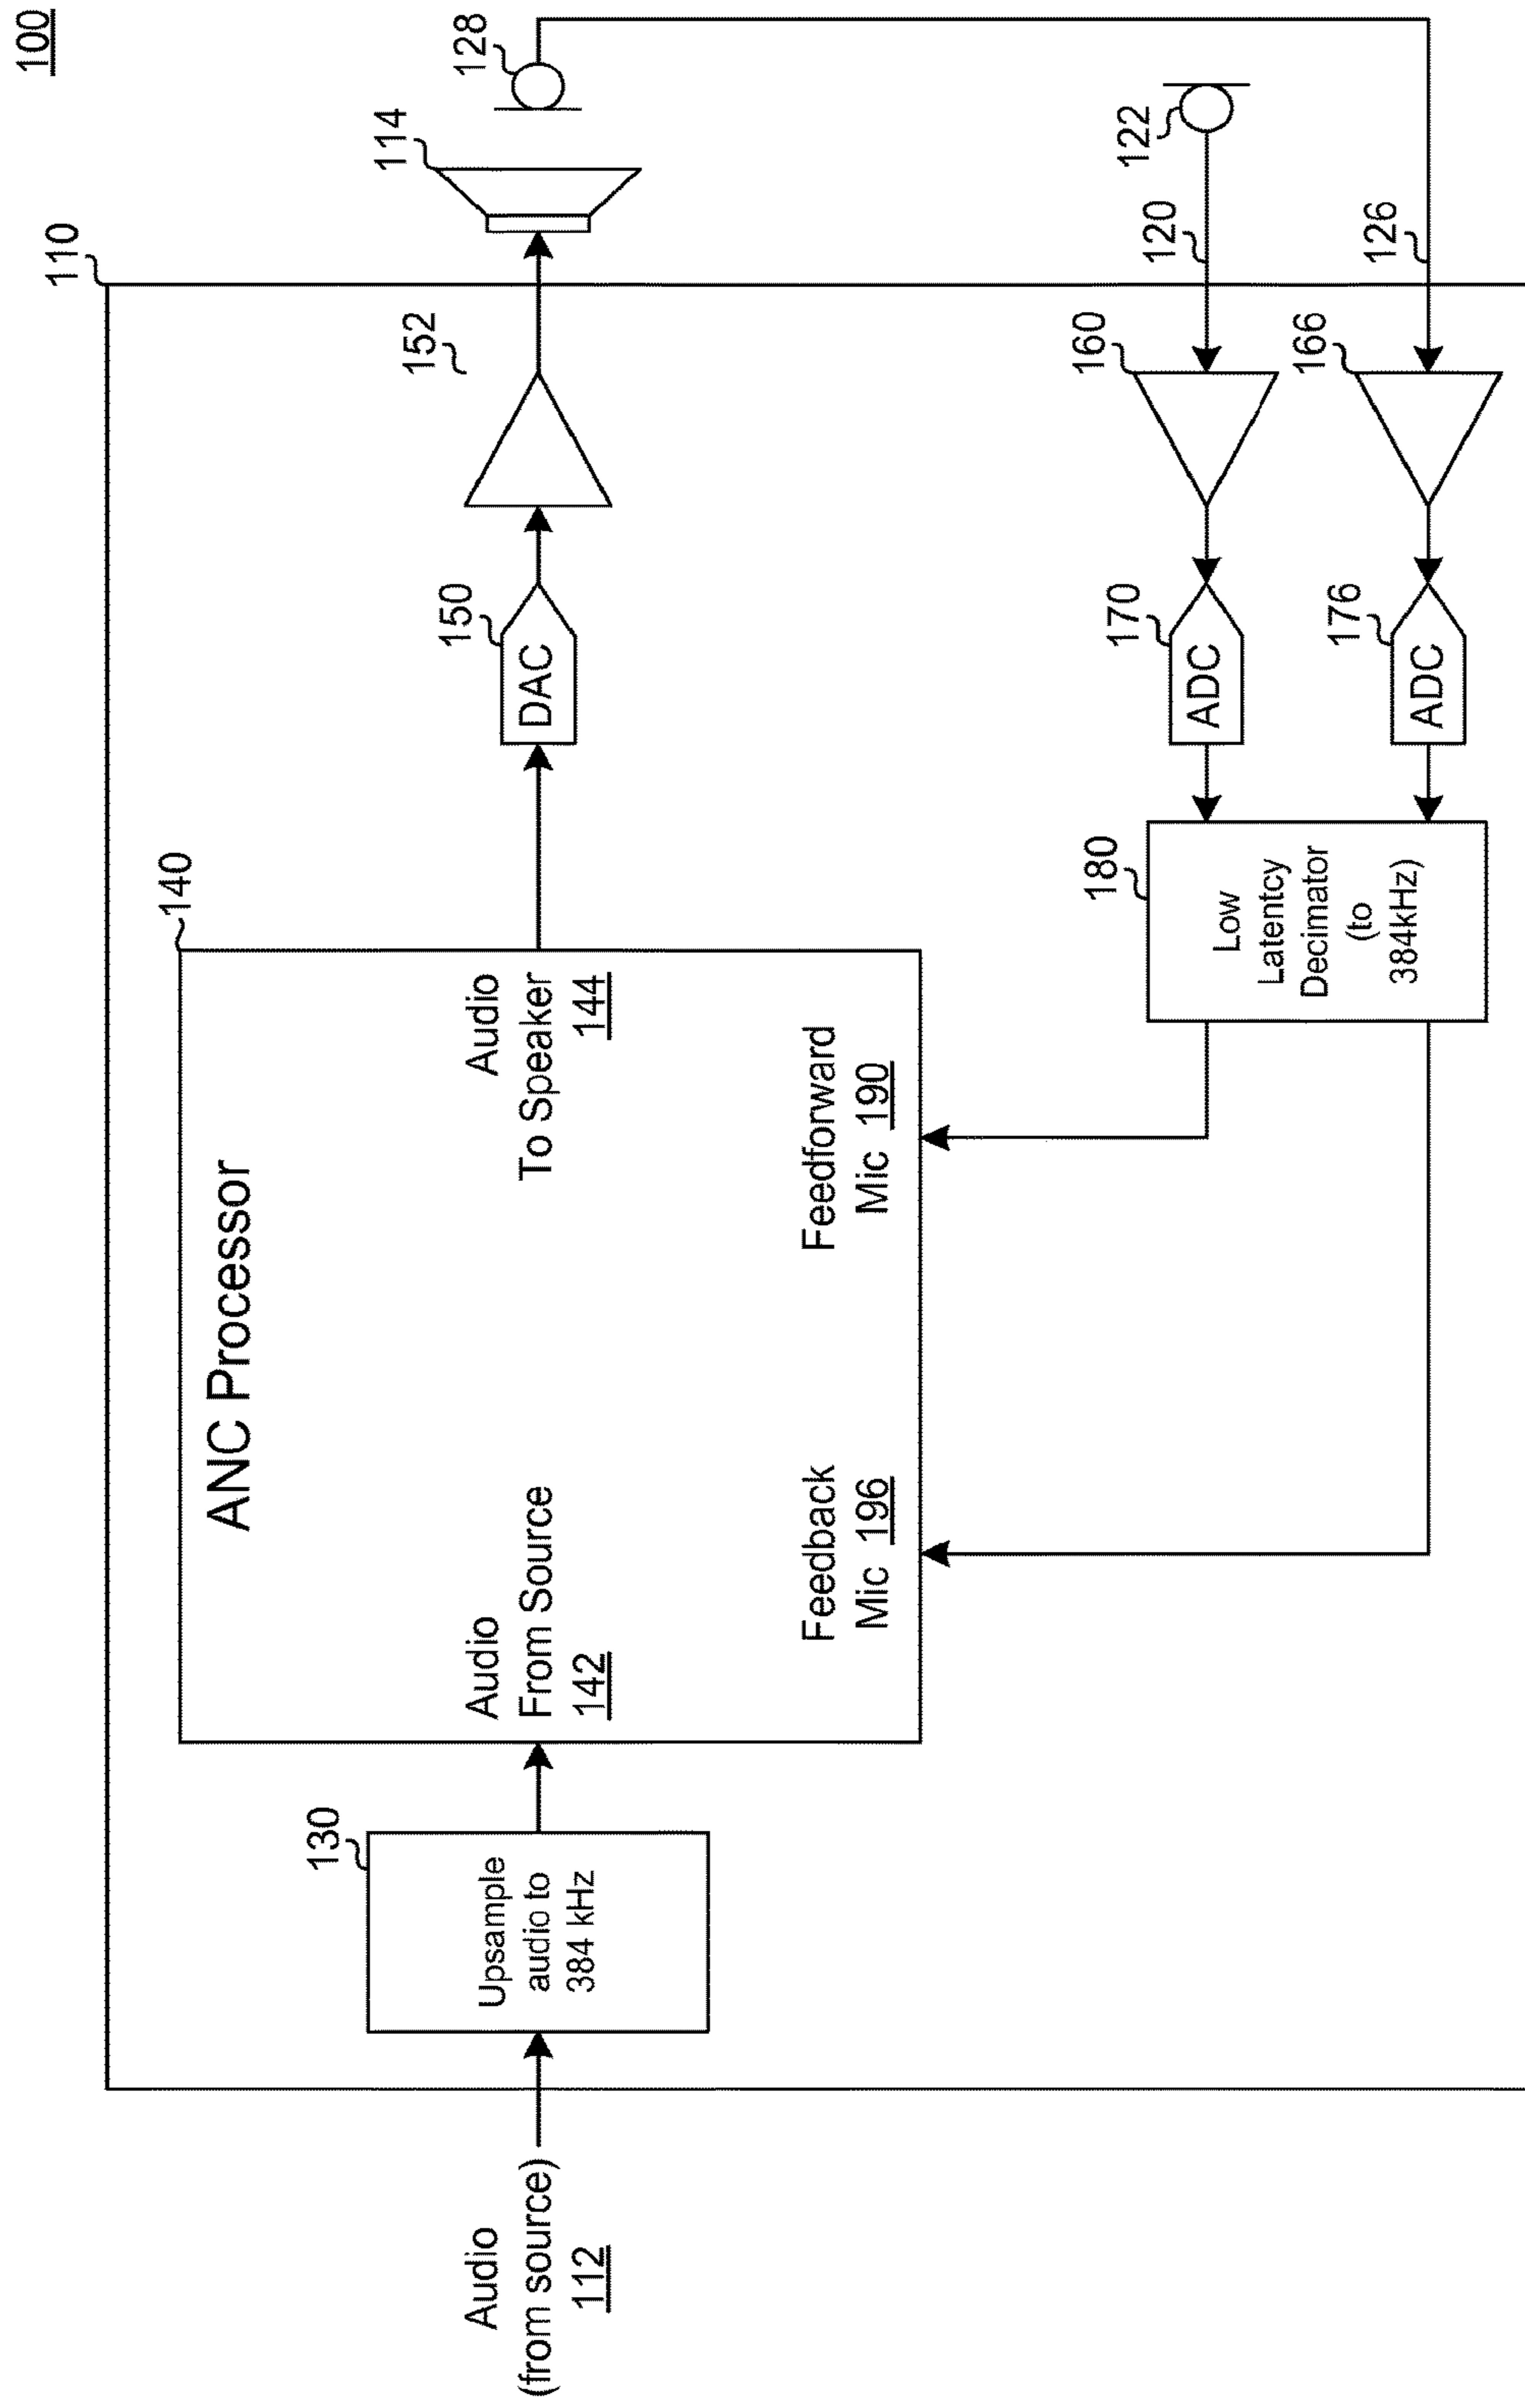 100
110
140
ANC Processor
130
Upsample
audio to
384 kHz
Audio
(from source)
112
Audio
From Source
142
Audio
To Speaker
144
150
DAC
152
114
128
Feedback
Mic 196
Feedforward
Mic 190
180
Low
Latentcy
Decimator
(to
384kHz)
170
ADC
160
120
122
176
ADC
166
126